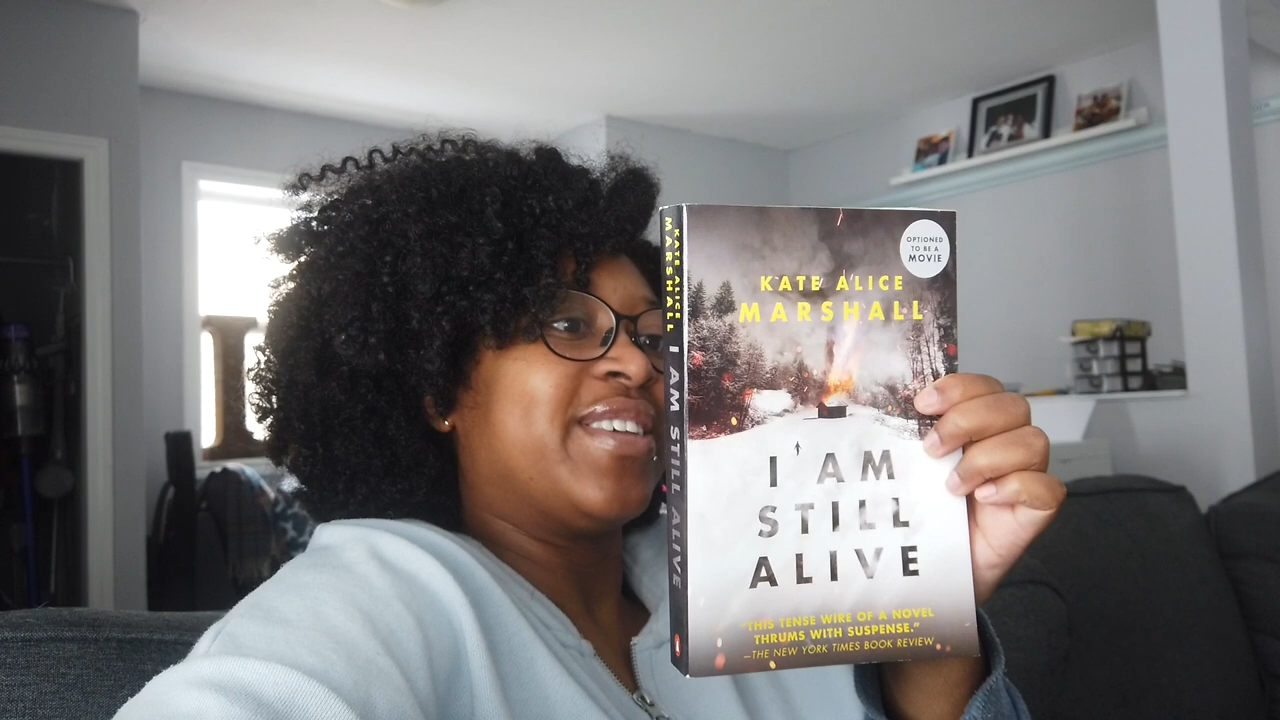 KATE ALICE
MARSHALL
I AM STILL ALIVE
OPTIONED
TO BE A
MOVIE
KATE ALICE
MARSHALL
I AM
STILL
ALIVE
"THIS TENSE WIRE OF A NOVEL
THRUMS WITH SUSPENSE."
—THE NEW YORK TIMES BOOK REVIEW